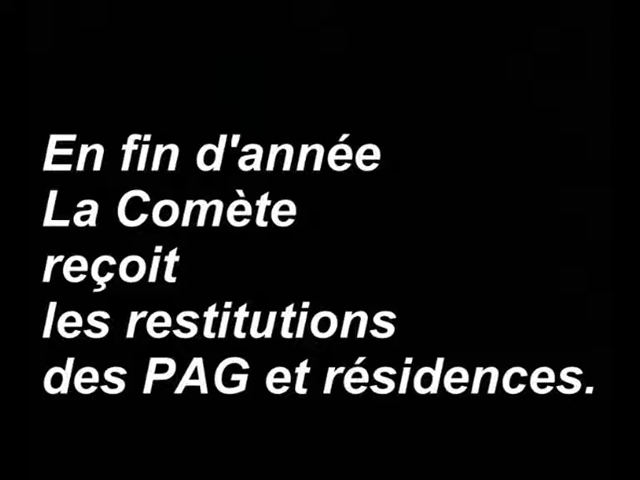 En fin d'année
La Comète
reçoit
les restitutions
des PAG et résidences.